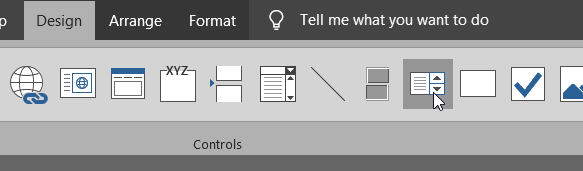 p Design Arrange Format Tell me what you want to do
XYZ
Controls